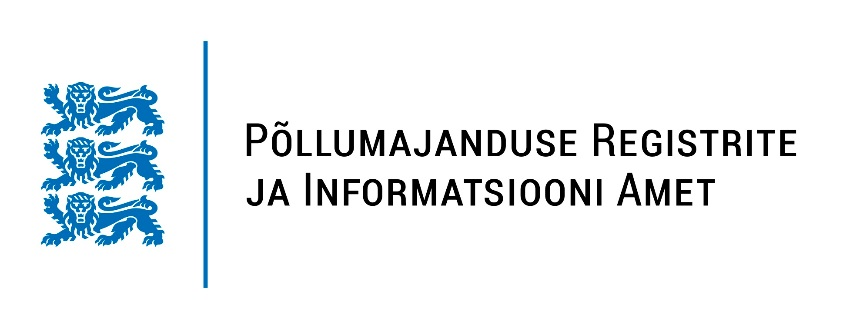 Põllumajanduse Registrite
ja Informatsiooni Amet